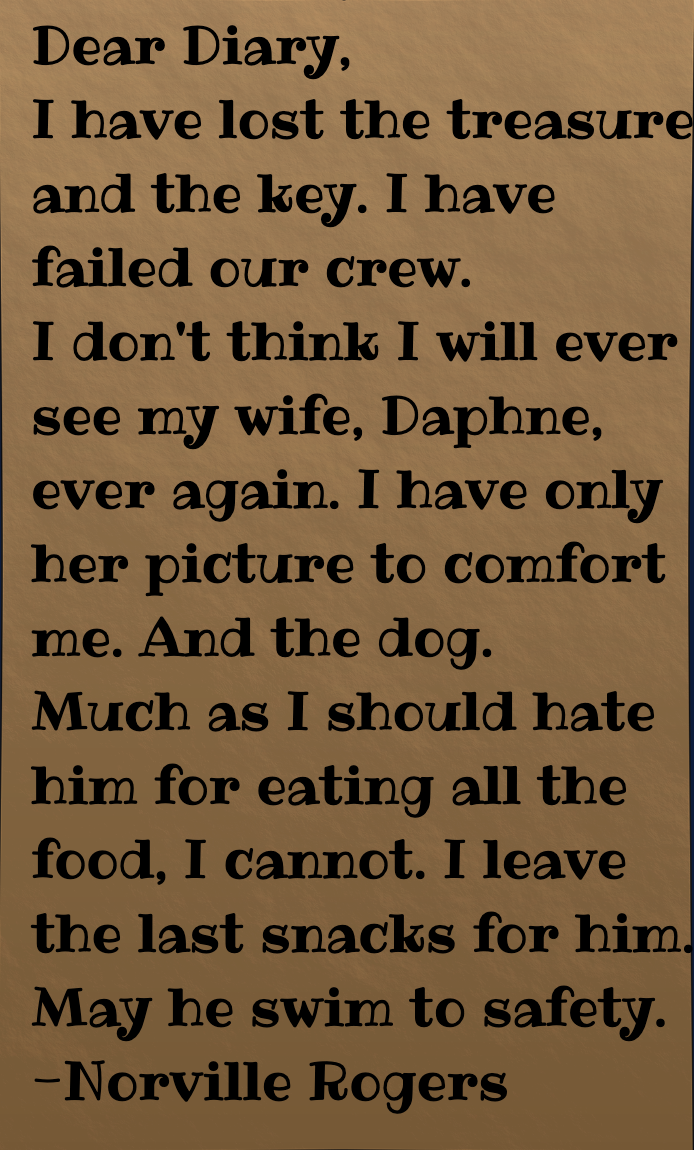 Dear Diary,
I have lost the treasure
and the key. I have
failed our crew.
I don't think I will ever
see my wife, Daphne,
ever again. I have only
her picture to comfort
me. And the dog.
Much as I should hate
him for eating all the
food, I cannot. I leave
the last snacks for him.
May he swim to safety.
-Norville Rogers